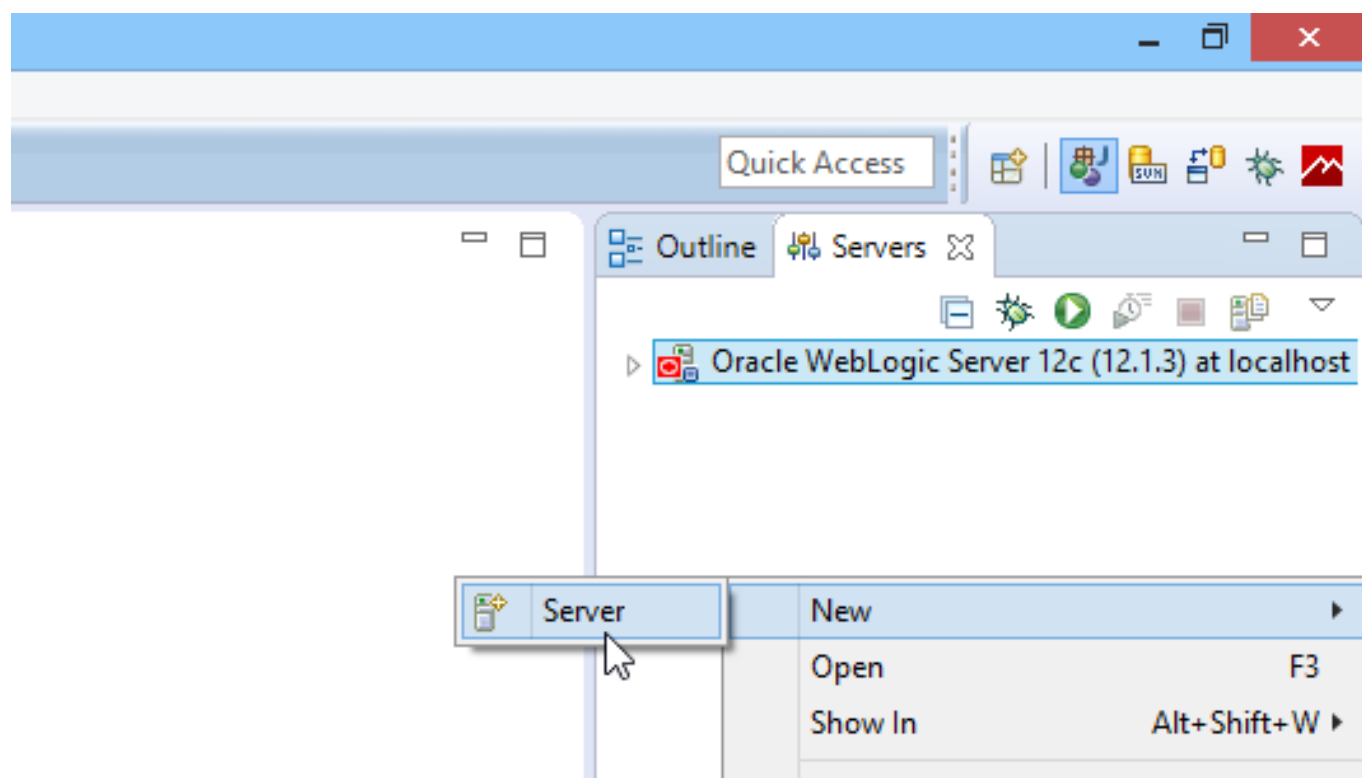 Quick Access
SVN
Outline
Servers
Oracle WebLogic Server 12c (12.1.3) at localhost
Server
New
Open F3
Show In Alt+Shift+W